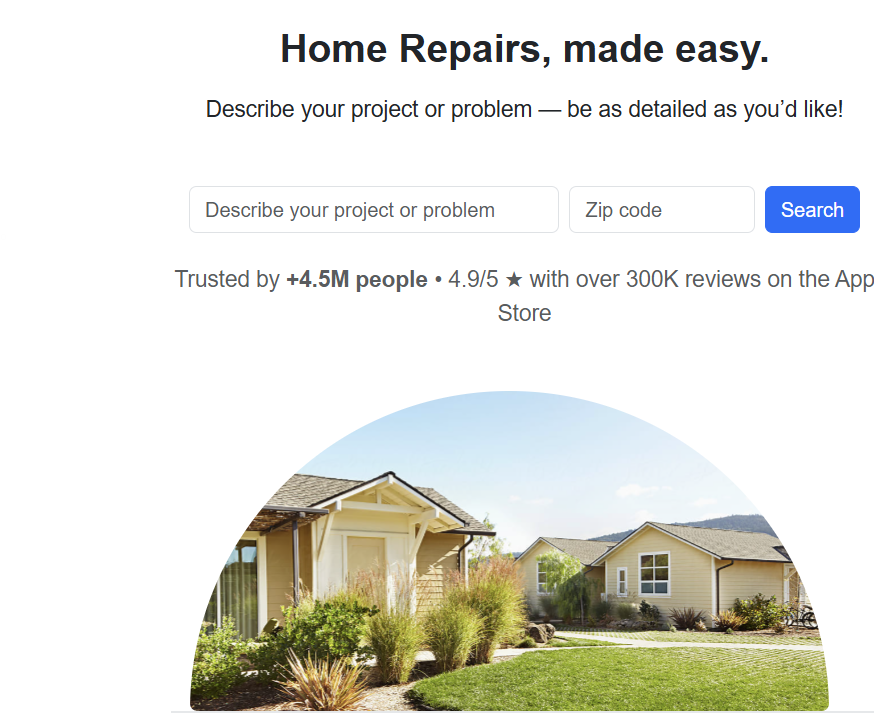 Home Repairs, made easy.
Describe your project or problem — be as detailed as you’d like!
Describe your project or problem
Zip code
Search
Trusted by +4.5M people • 4.9/5 ★ with over 300K reviews on the App
Store